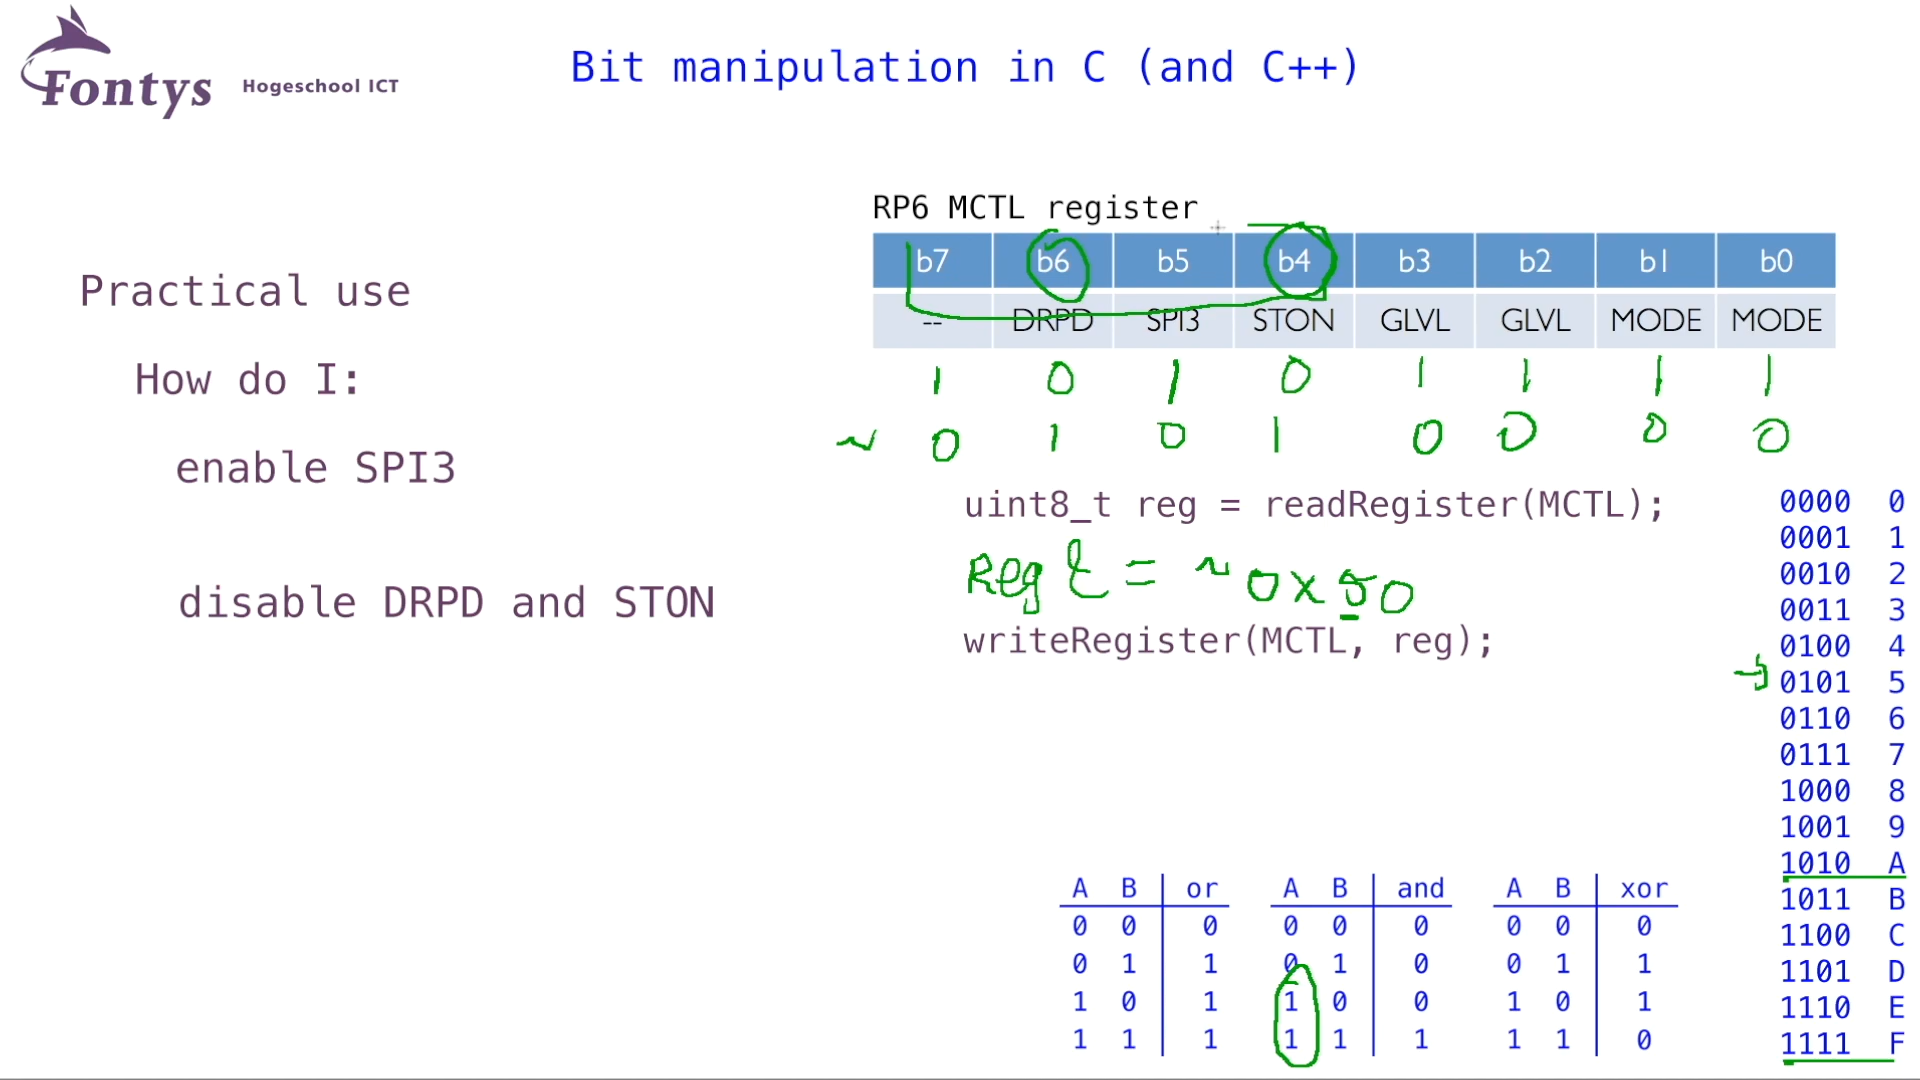 Fontys Hogeschool ICT
Bit manipulation in C (and C++)
Practical use
How do I:
enable SPI3
disable DRPD and STON
RP6 MCTL register
b7 b6 b5 b4 b3 b2 b1 b0
-- DRPD SPI3 STON GLVL GLVL MODE MODE
1 0 1 0 1 1 1 1
~ 0 1 0 1 0 0 0 0
uint8_t reg = readRegister(MCTL);
Reg &= ~0x50
writeRegister(MCTL, reg);
0000 0
0001 1
0010 2
0011 3
0100 4
0101 5
0110 6
0111 7
1000 8
1001 9
1010 A
1011 B
1100 C
1101 D
1110 E
1111 F
A B or
0 0 0
0 1 1
1 0 1
1 1 1
A B and
0 0 0
0 1 0
1 0 0
1 1 1
A B xor
0 0 0
0 1 1
1 0 1
1 1 0